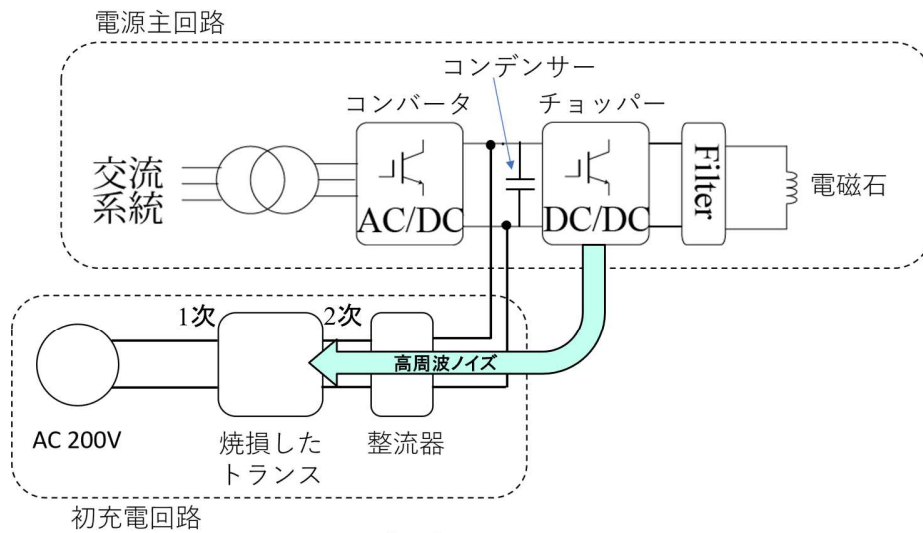 電源主回路
コンデンサー
コンバータ
チョッパー
交流
系統
AC/DC
DC/DC
Filter
電磁石
1次
2次
高周波ノイズ
AC 200V
焼損した
トランス
整流器
初充電回路